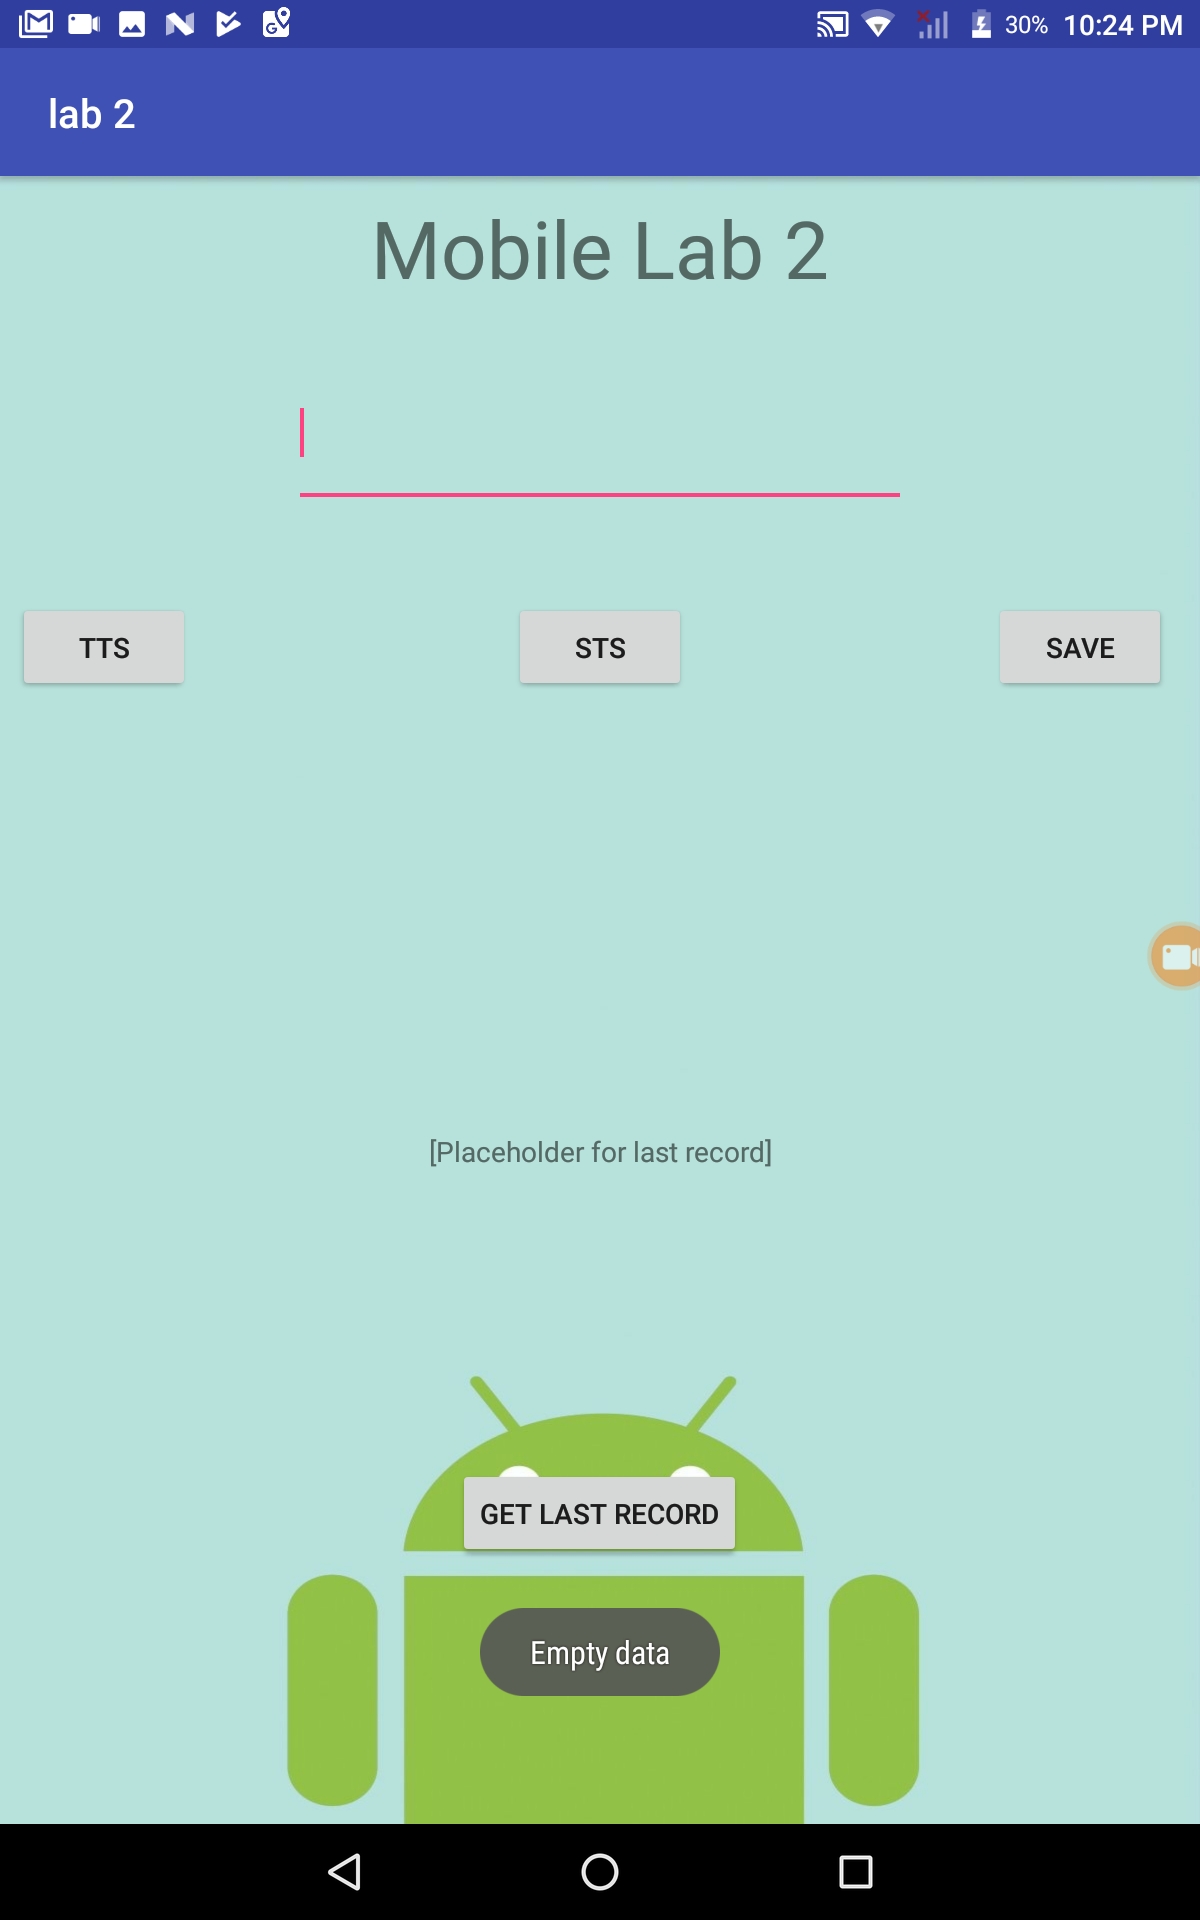 30% 10:24 PM
lab 2
Mobile Lab 2
TTS STS SAVE
[Placeholder for last record]
GET LAST RECORD
Empty data